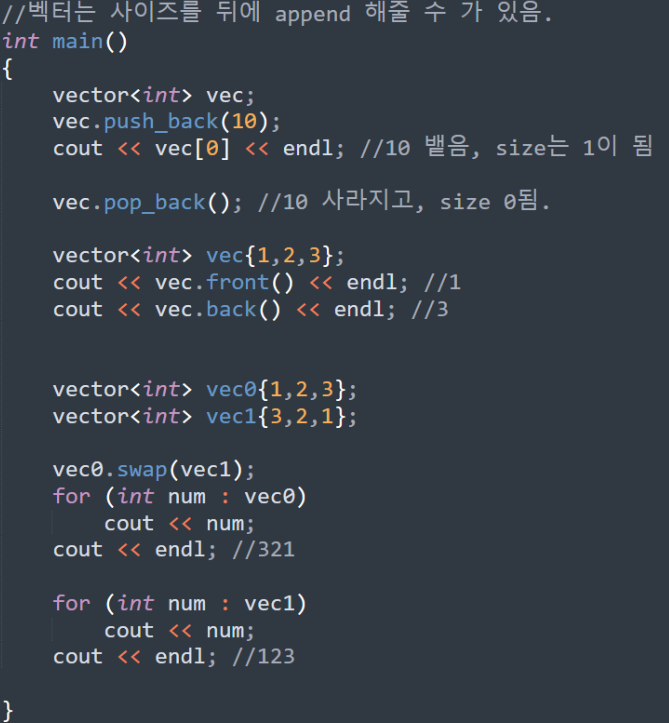 //벡터는 사이즈를 뒤에 append 해줄 수 가 있음.
int main()
{
    vector<int> vec;
    vec.push_back(10);
    cout << vec[0] << endl; //10 뱉음, size는 1이 됨
    vec.pop_back(); //10 사라지고, size 0됨.
    vector<int> vec{1,2,3};
    cout << vec.front() << endl; //1
    cout << vec.back() << endl; //3
    vector<int> vec0{1,2,3};
    vector<int> vec1{3,2,1};
    vec0.swap(vec1);
    for (int num : vec0)
        cout << num;
    cout << endl; //321
    for (int num : vec1)
        cout << num;
    cout << endl; //123
}